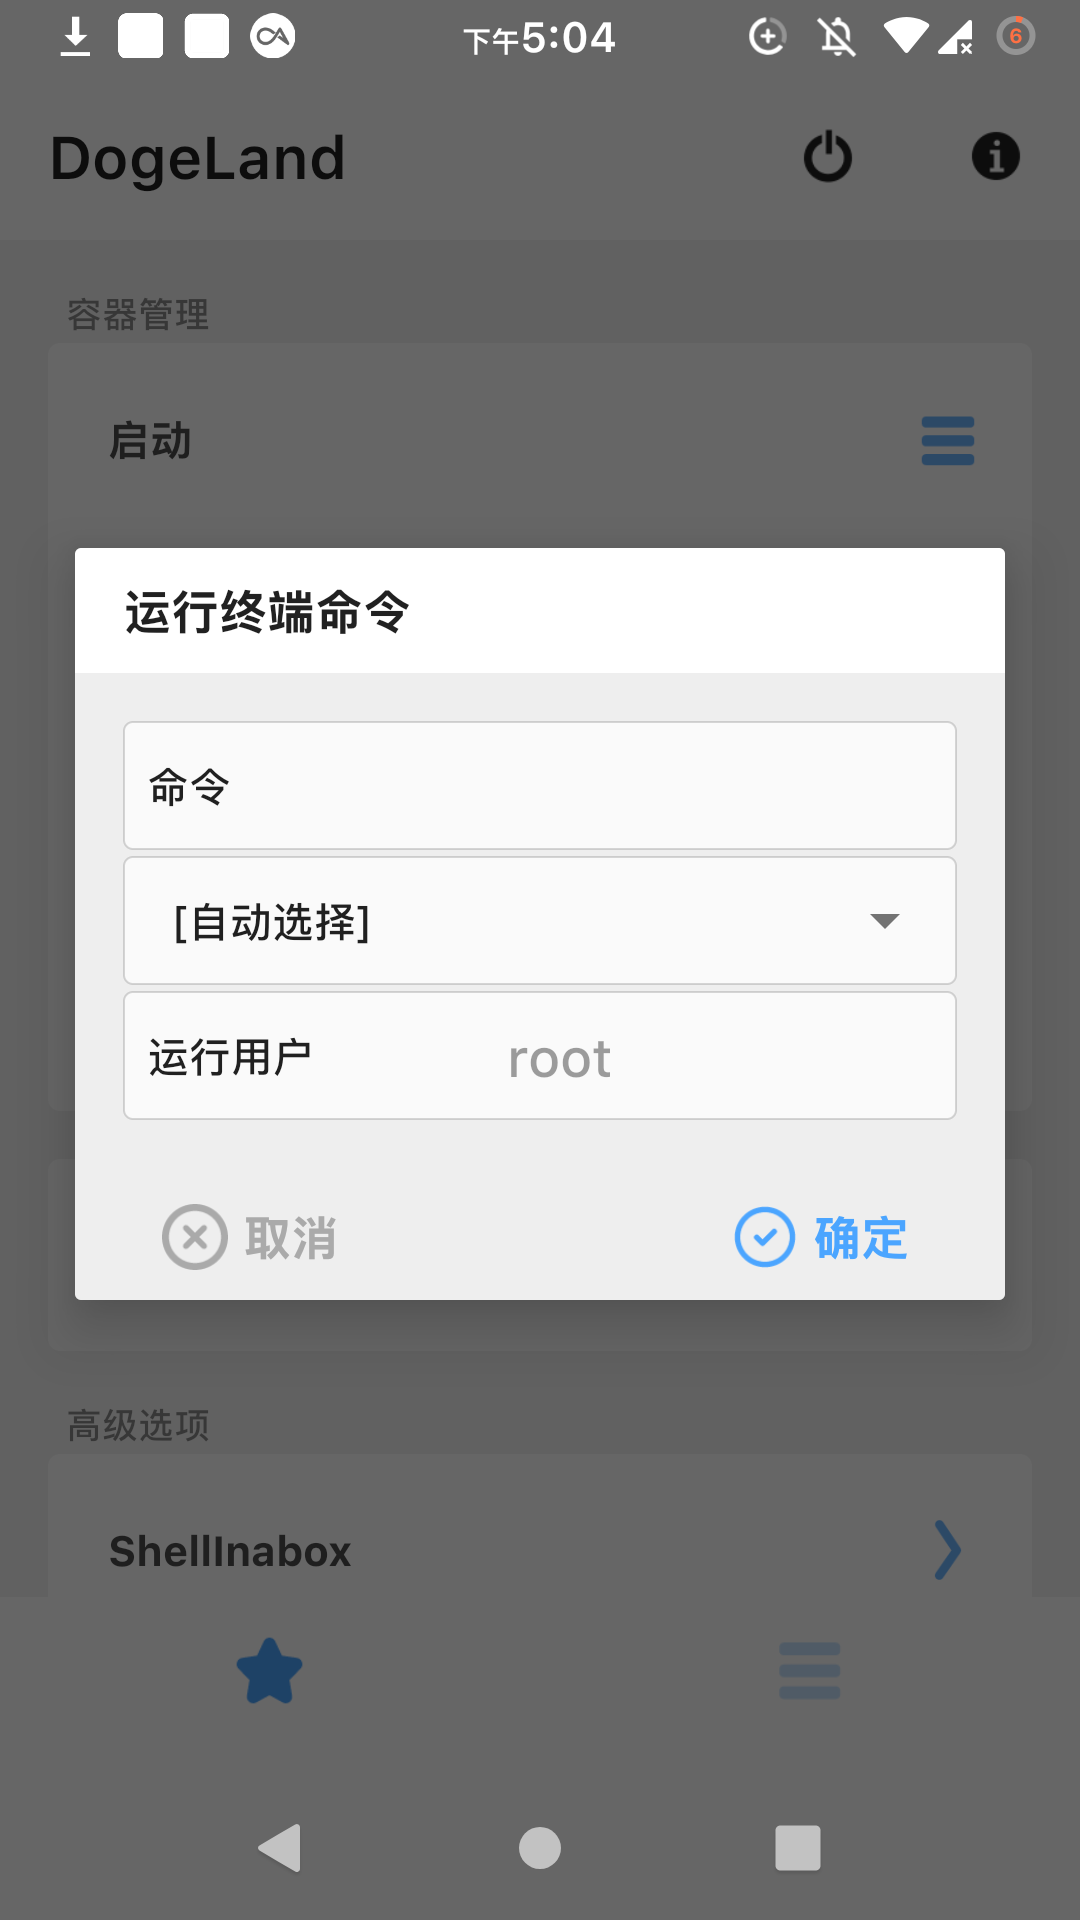 下午5:04
6
DogeLand
容器管理
启动
运行终端命令
命令
[自动选择]
运行用户 root
取消 确定
高级选项
ShellInabox